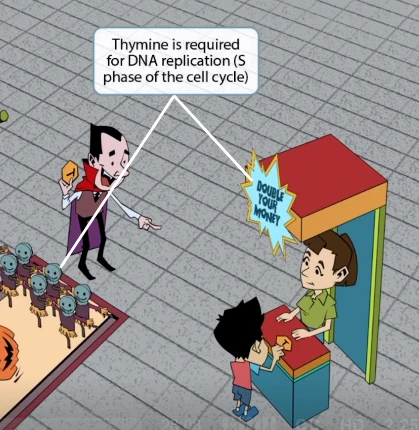 Thymine is required
for DNA replication (S
phase of the cell cycle)
DOUBLE
YOUR
MONEY